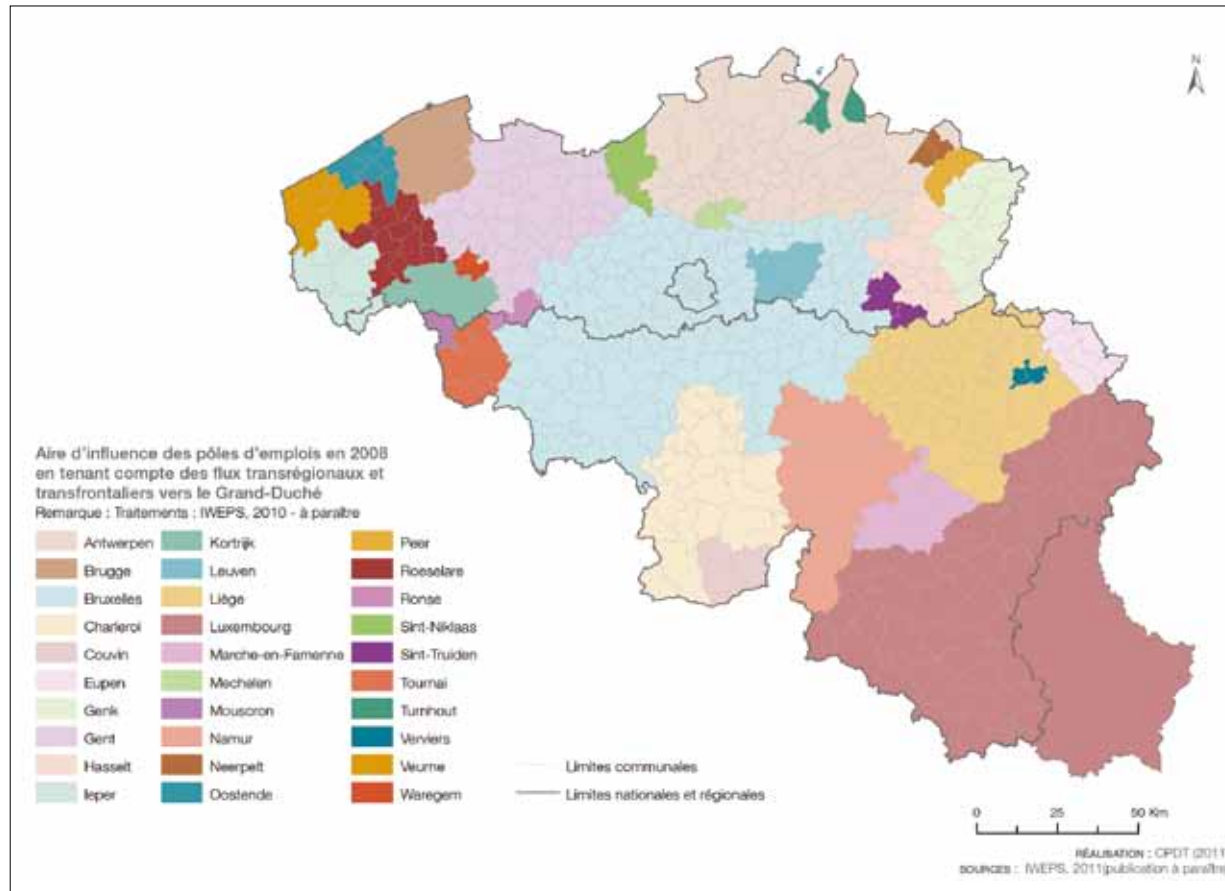 N
Aire d'influence des pôles d'emplois en 2008
en tenant compte des flux transrégionaux et
transfrontaliers vers le Grand-Duché
Remarque : Traitements : IWEPS, 2010 - à paraître
Antwerpen
Brugge
Bruxelles
Charleroi
Couvin
Eupen
Genk
Gent
Hasselt
Ieper
Kortrijk
Leuven
Liège
Luxembourg
Marche-en-Famenne
Mechelen
Mouscron
Namur
Neerpelt
Oostende
Peer
Roeselare
Ronse
Sint-Niklaas
Sint-Truiden
Tournai
Turnhout
Verviers
Veurne
Waregem
Limites communales
Limites nationales et régionales
0 25 50 Km
RÉALISATION : CPDT (2011
SOURCES : IWEPS, 2011(publication à paraître